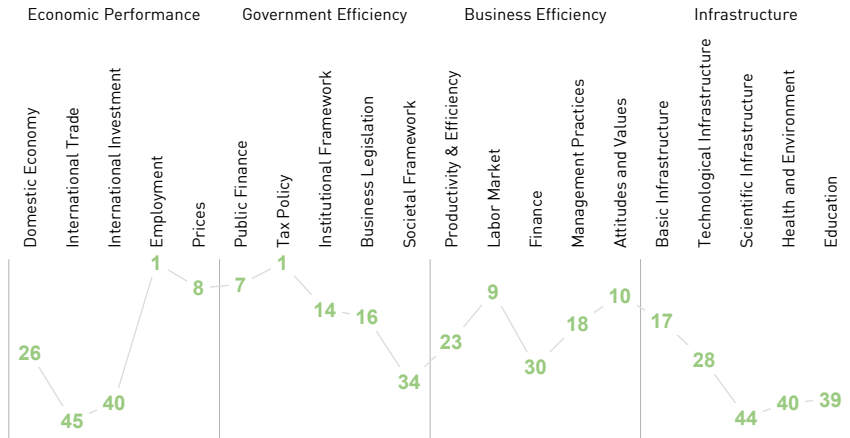 Economic Performance
Government Efficiency
Business Efficiency
Infrastructure
Domestic Economy
International Trade
International Investment
Employment
Prices
Public Finance
Tax Policy
Institutional Framework
Business Legislation
Societal Framework
Productivity & Efficiency
Labor Market
Finance
Management Practices
Attitudes and Values
Basic Infrastructure
Technological Infrastructure
Scientific Infrastructure
Health and Environment
Education
26
45
40
1
8
7
1
14
16
34
23
9
30
18
10
17
28
44
40
39